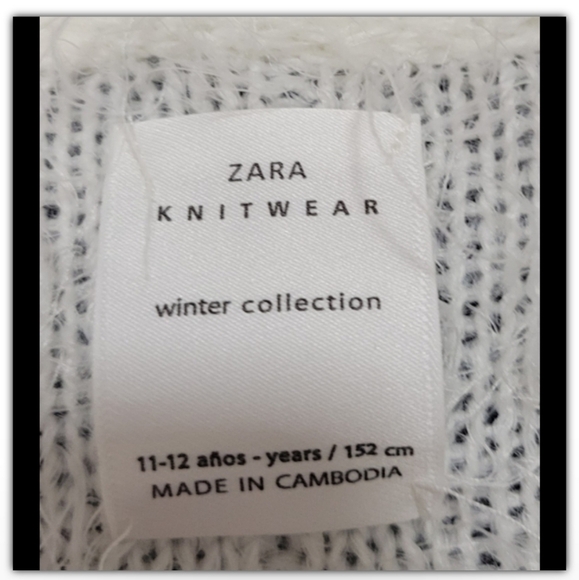 ZARA
KNITWEAR
winter collection
11-12 años - years / 152 cm
MADE IN CAMBODIA